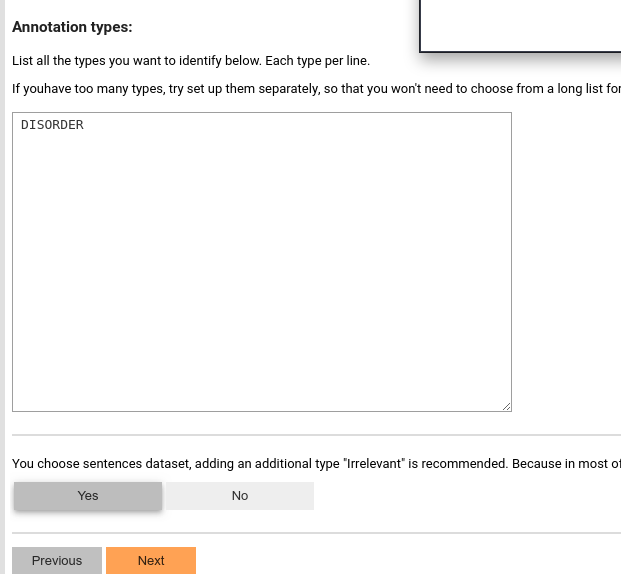 Annotation types:
List all the types you want to identify below. Each type per line.
If youhave too many types, try set up them separately, so that you won't need to choose from a long list for
DISORDER
You choose sentences dataset, adding an additional type "Irrelevant" is recommended. Because in most of
Yes
No
Previous
Next